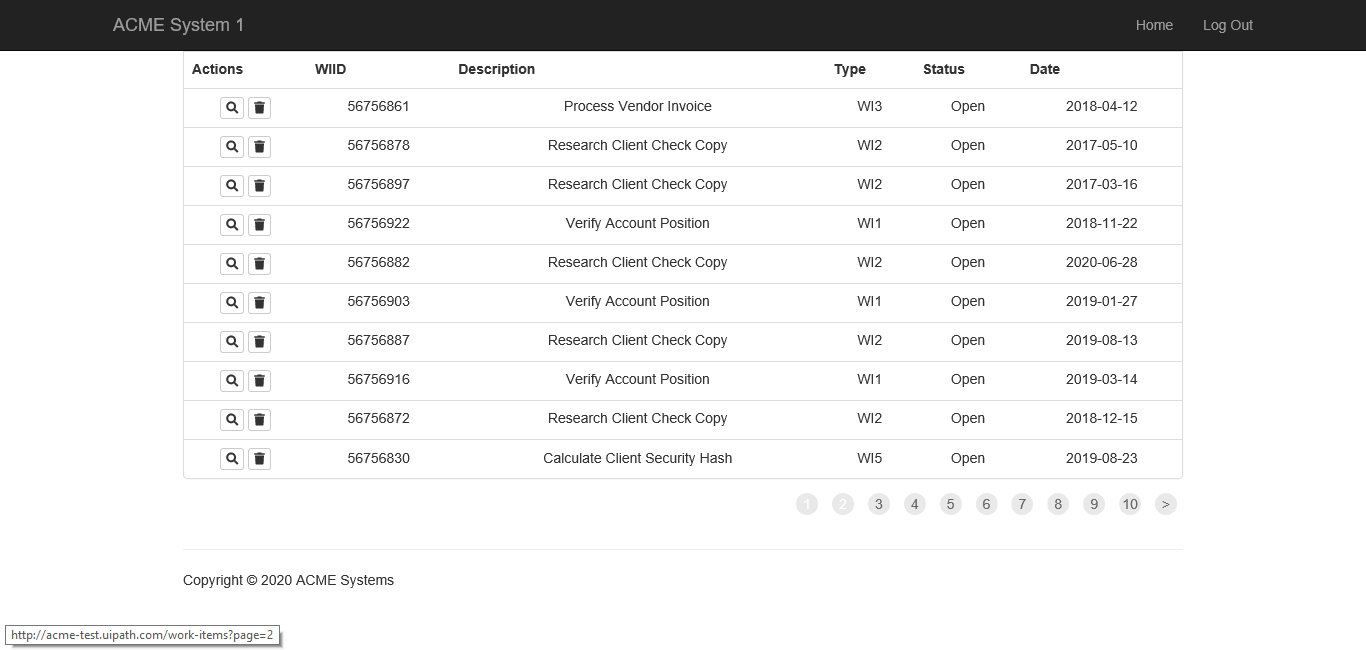 ACME System 1 Home Log Out
Actions WIID Description Type Status Date
56756861 Process Vendor Invoice WI3 Open 2018-04-12
56756878 Research Client Check Copy WI2 Open 2017-05-10
56756897 Research Client Check Copy WI2 Open 2017-03-16
56756922 Verify Account Position WI1 Open 2018-11-22
56756882 Research Client Check Copy WI2 Open 2020-06-28
56756903 Verify Account Position WI1 Open 2019-01-27
56756887 Research Client Check Copy WI2 Open 2019-08-13
56756916 Verify Account Position WI1 Open 2019-03-14
56756872 Research Client Check Copy WI2 Open 2018-12-15
56756830 Calculate Client Security Hash WI5 Open 2019-08-23
1 2 3 4 5 6 7 8 9 10 >
Copyright © 2020 ACME Systems
http://acme-test.uipath.com/work-items?page=2